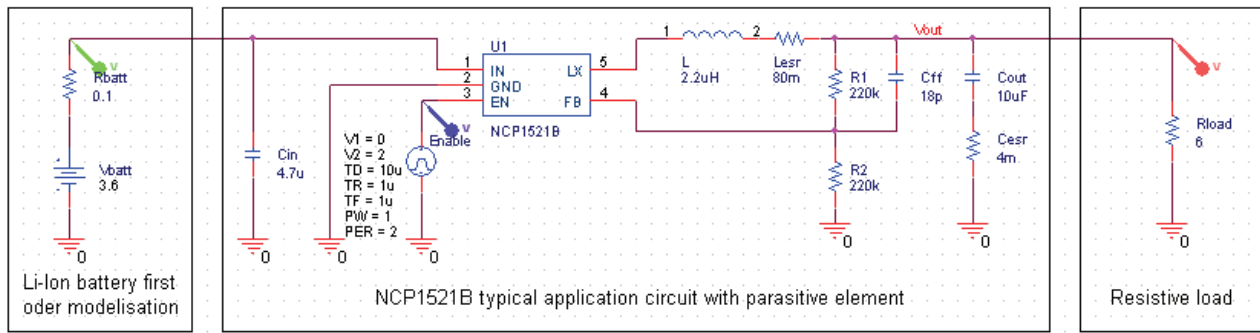 Rbatt
0.1
Vbatt
3.6
0
Li-Ion battery first
oder modelisation
Cin
4.7u
0
0
V1 = 0
V2 = 2
TD = 10u
TR = 1u
TF = 1u
PW = 1
PER = 2
V
Enable
0
U1
1
IN
2
GND
3
EN
LX
5
FB
4
NCP1521B
1
2
L
2.2uH
Lesr
80m
Vout
R1
220k
Cff
18p
R2
220k
0
Cout
10uF
Cesr
4m
0
NCP1521B typical application circuit with parasitic element
V
Rload
6
0
Resistive load
V